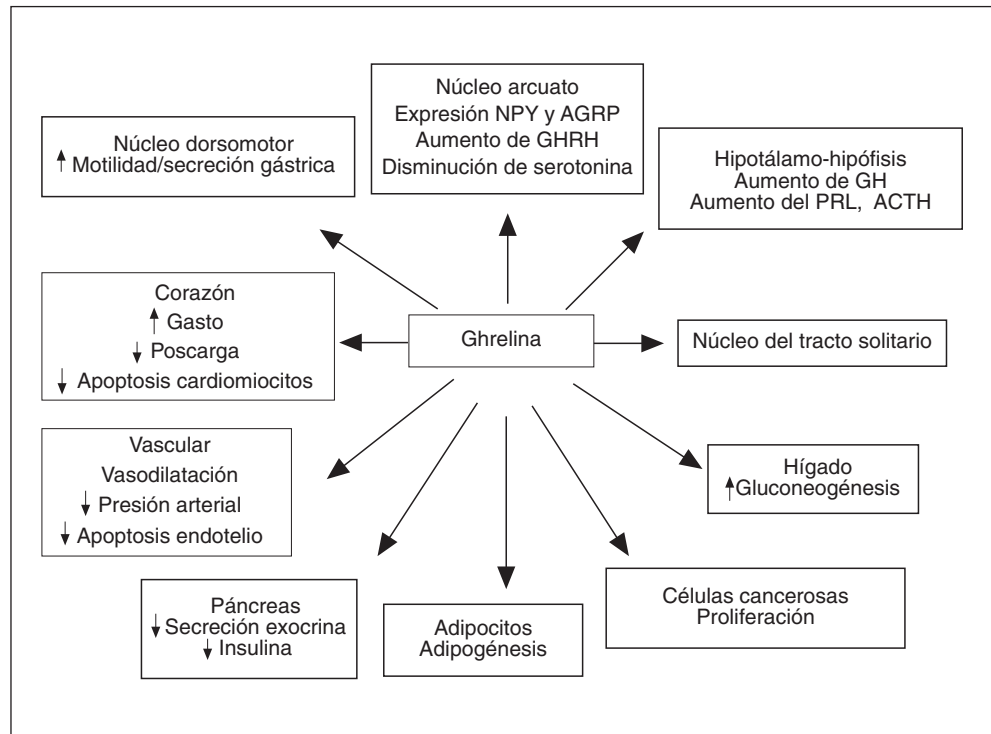 Núcleo arcuato
Expresión NPY y AGRP
Aumento de GHRH
Disminución de serotonina
Núcleo dorsomotor
↑ Motilidad/secreción gástrica
Hipotálamo-hipófisis
Aumento de GH
Aumento del PRL, ACTH
Corazón
↑ Gasto
↓ Poscarga
↓ Apoptosis cardiomiocitos
Ghrelina
Núcleo del tracto solitario
Vascular
Vasodilatación
↓ Presión arterial
↓ Apoptosis endotelio
Hígado
↑Gluconeogénesis
Páncreas
↓ Secreción exocrina
↓ Insulina
Adipocitos
Adipogénesis
Células cancerosas
Proliferación